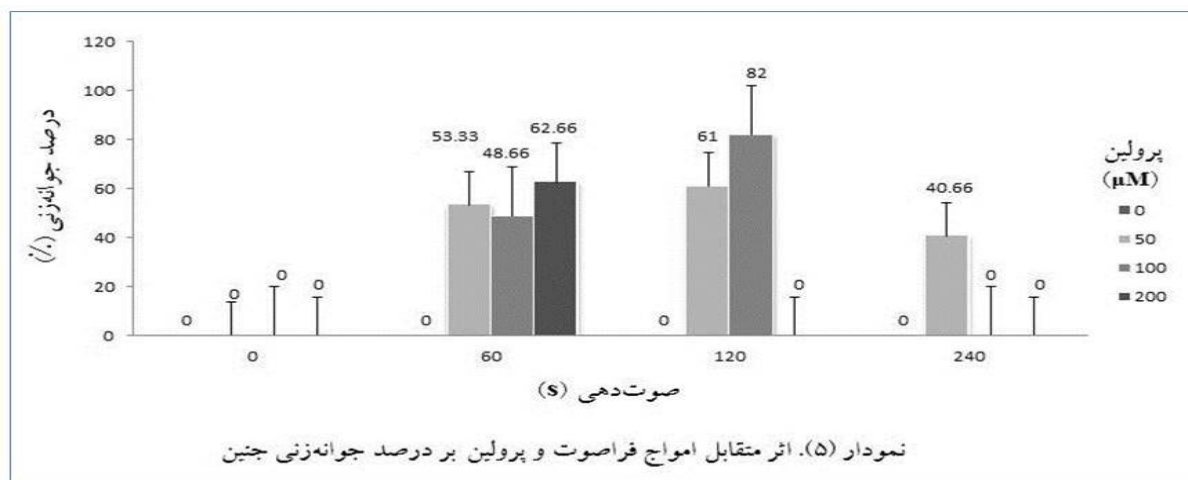 120
100
80
60
40
20
0
درصد جوانه‌زنی (٪)
0 0 0 0
0 53.33 48.66 62.66
0 61 82 0
0 40.66 0 0
0 60 120 240
صوت‌دهی (s)
پرولین
(µM)
0
50
100
200
نمودار (۵). اثر متقابل امواج فراصوت و پرولین بر درصد جوانه‌زنی جنین